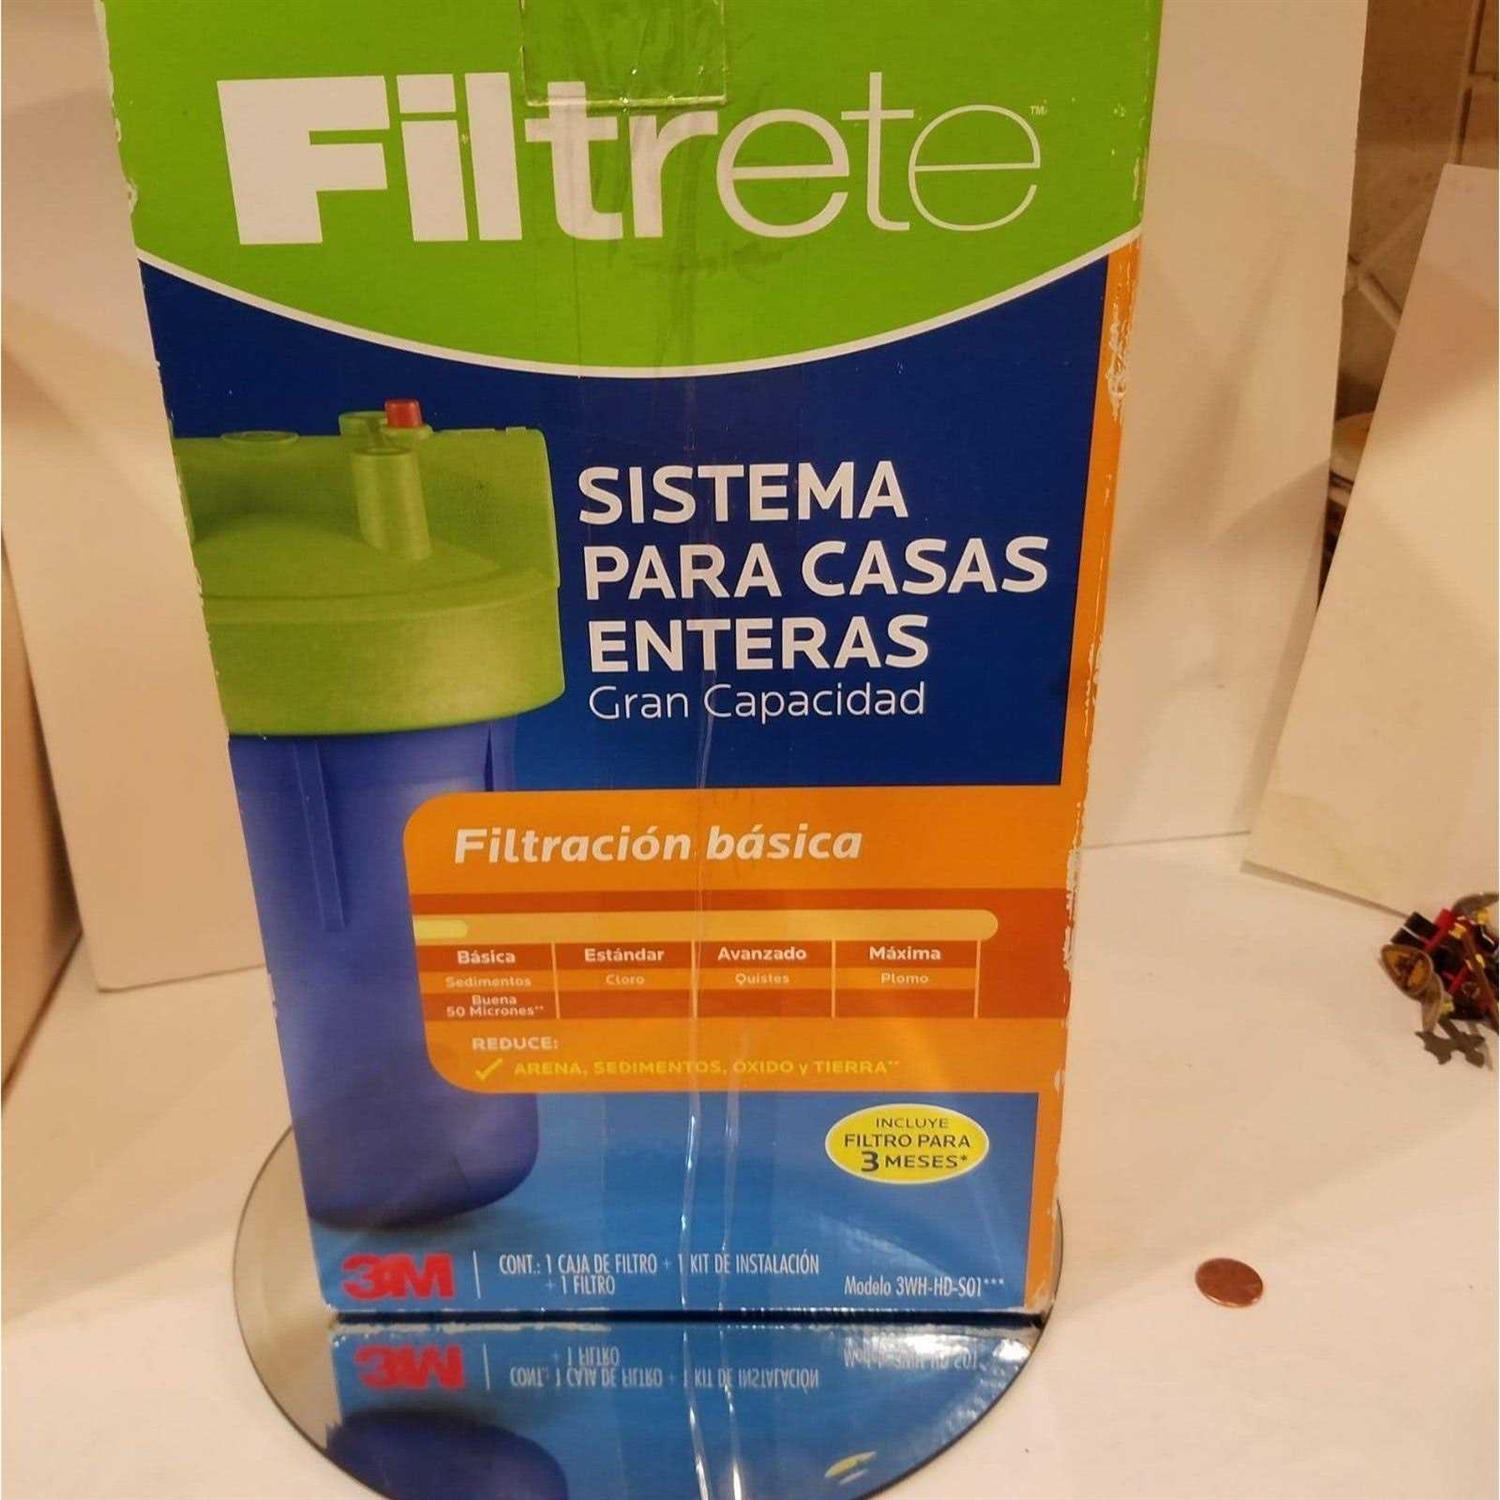 Filtrete™
SISTEMA
PARA CASAS
ENTERAS
Gran Capacidad
Filtración básica
Básica Estándar Avanzado Máxima
Sedimentos Cloro Quistes Plomo
Buena
50 Micrones**
REDUCE:
✓ ARENA, SEDIMENTOS, ÓXIDO y TIERRA**
INCLUYE
FILTRO PARA
3 MESES*
3M
CONT.: 1 CAJA DE FILTRO + 1 KIT DE INSTALACIÓN
+ 1 FILTRO
Modelo 3WH-HD-S01***